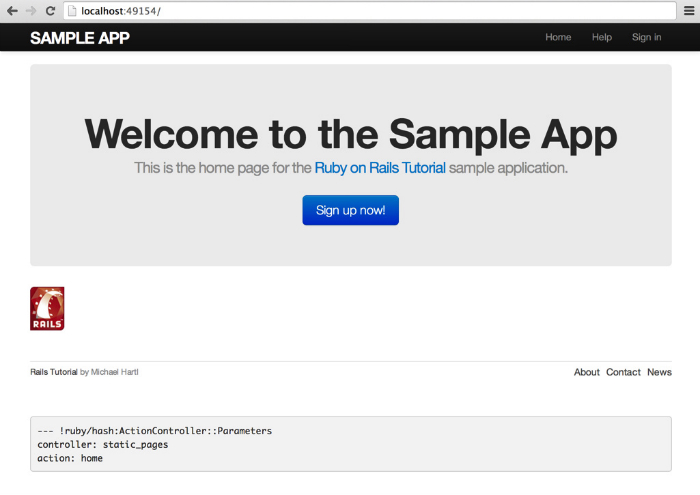 localhost:49154/
SAMPLE APP Home Help Sign in
Welcome to the Sample App
This is the home page for the Ruby on Rails Tutorial sample application.
Sign up now!
RAILS
Rails Tutorial by Michael Hartl About Contact News
--- !ruby/hash:ActionController::Parameters
controller: static_pages
action: home